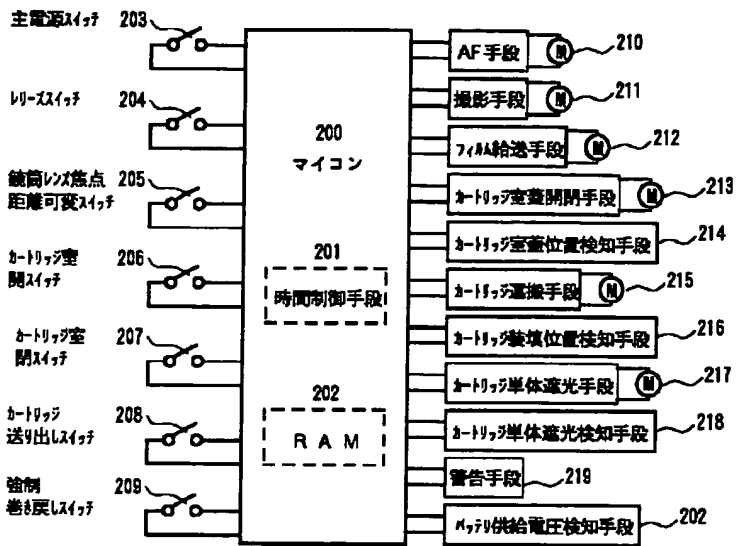 主電源スイッチ
203
レリーズスイッチ
204
鏡筒レンズ焦点
距離可変スイッチ
205
カートリッジ室
開スイッチ
206
カートリッジ室
閉スイッチ
207
カートリッジ
送り出しスイッチ
208
強制
巻き戻しスイッチ
209
200
マイコン
201
時間制御手段
202
RAM
AF手段
M
210
撮影手段
M
211
フィルム給送手段
M
212
カートリッジ室蓋開閉手段
M
213
カートリッジ室蓋位置検知手段
214
カートリッジ運搬手段
M
215
カートリッジ装填位置検知手段
216
カートリッジ単体遮光手段
M
217
カートリッジ単体遮光検知手段
218
警告手段
219
バッテリ供給電圧検知手段
202